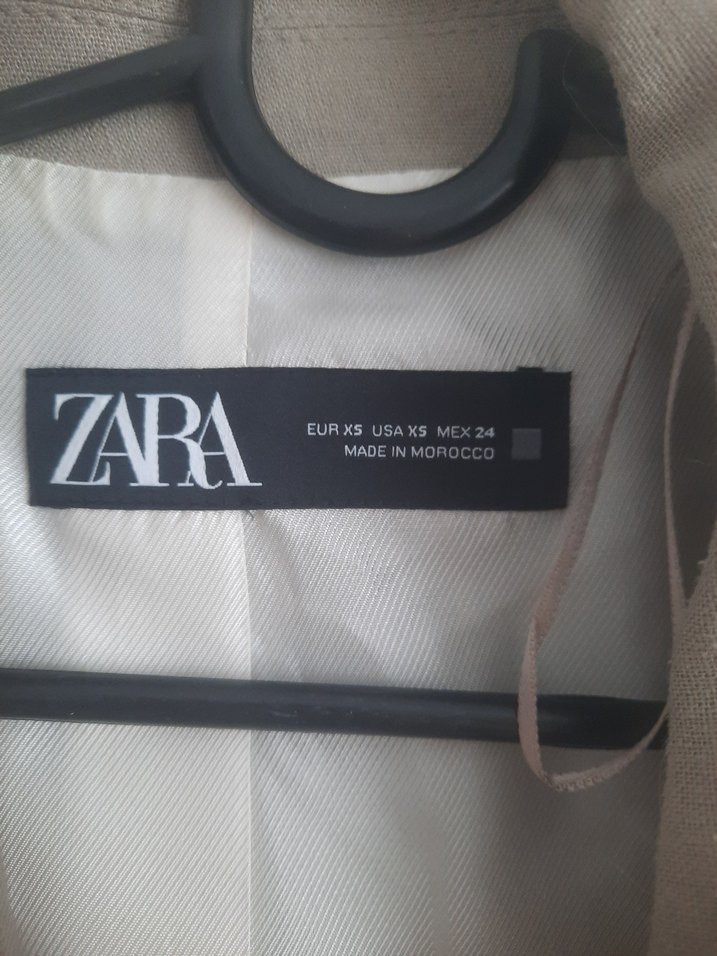 ZARA
EUR XS USA XS MEX 24
MADE IN MOROCCO